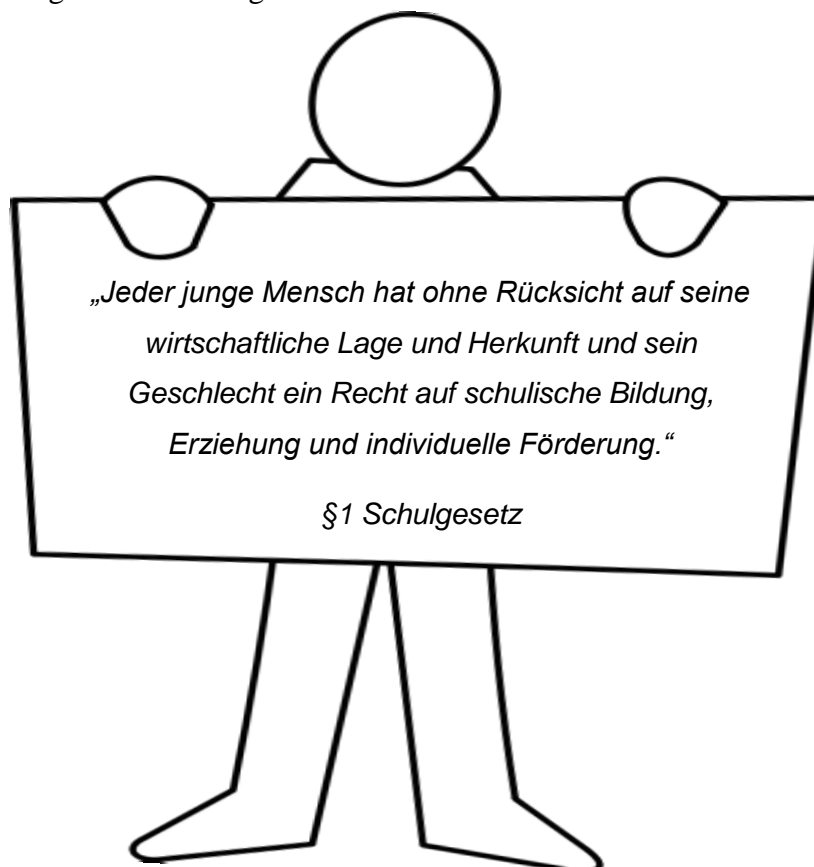 „Jeder junge Mensch hat ohne Rücksicht auf seine
wirtschaftliche Lage und Herkunft und sein
Geschlecht ein Recht auf schulische Bildung,
Erziehung und individuelle Förderung.“
§1 Schulgesetz